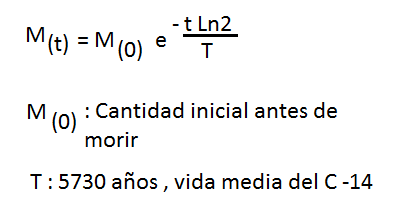 M(t) = M(0) e - t Ln2 / T
M(0) : Cantidad inicial antes de
morir
T : 5730 años , vida media del C -14